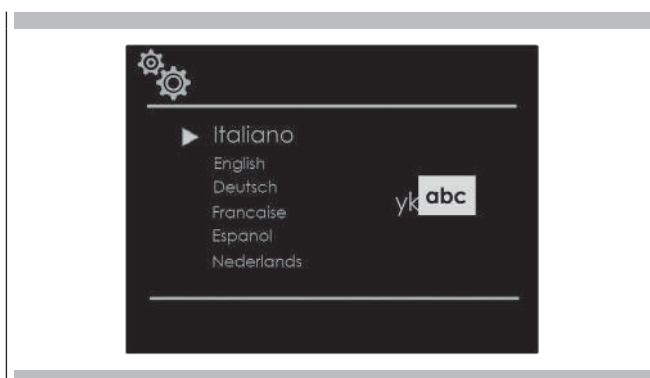 Italiano
English
Deutsch
Francaise
Espanol
Nederlands
yk abc